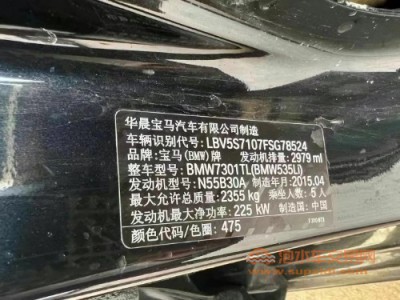 华晨宝马汽车有限公司制造
车辆识别代号: LBV5S7107FSG78524
品牌: 宝马(BMW)牌 发动机排量: 2979 ml
整车型号: BMW7301TL(BMW535Li)
发动机型号: N55B30A 制造年月: 2015.04
最大允许总质量: 2355 kg 乘坐人数: 5 人
发动机最大净功率: 225 kW 制造国: 中国
颜色代码/色圈: 475